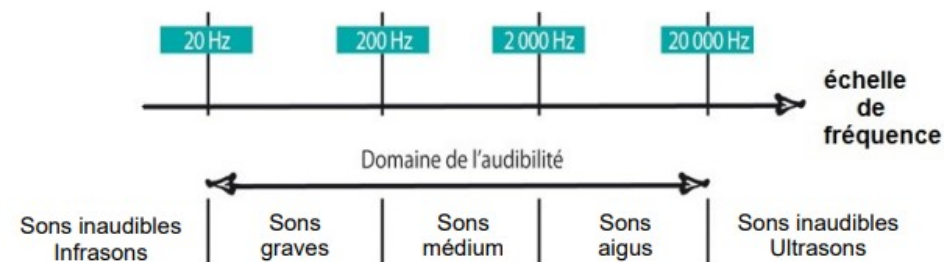 20 Hz 200 Hz 2 000 Hz 20 000 Hz
échelle
de
fréquence
Domaine de l'audibilité
Sons inaudibles
Infrasons
Sons
graves
Sons
médium
Sons
aigus
Sons inaudibles
Ultrasons